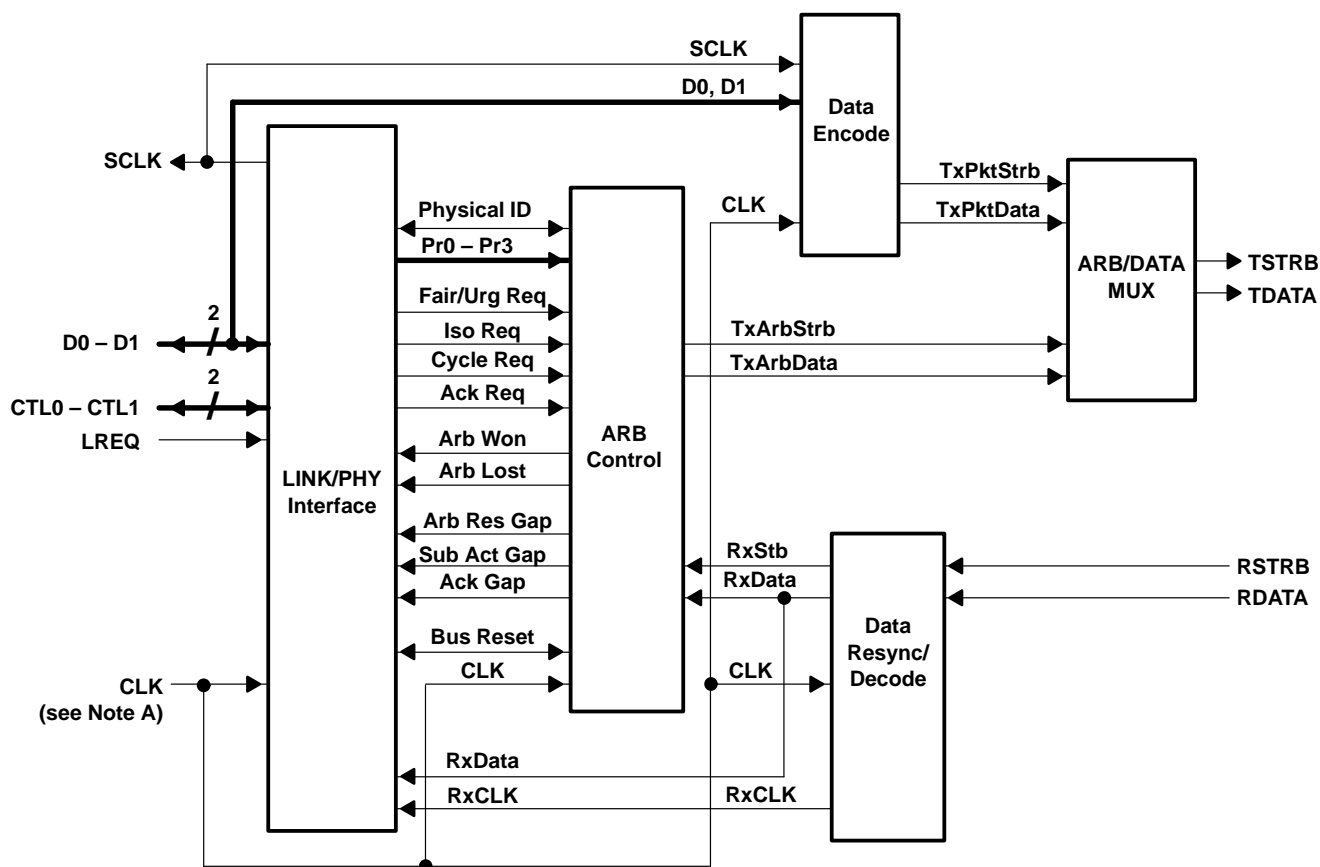 SCLK
D0, D1
Data
Encode
SCLK
TxPktStrb
TxPktData
CLK
Physical ID
Pr0 – Pr3
ARB/DATA
MUX
TSTRB
TDATA
Fair/Urg Req
Iso Req
Cycle Req
Ack Req
TxArbStrb
TxArbData
2
D0 – D1
2
CTL0 – CTL1
LREQ
Arb Won
Arb Lost
ARB
Control
LINK/PHY
Interface
Arb Res Gap
Sub Act Gap
Ack Gap
RxStb
RxData
RSTRB
RDATA
Data
Resync/
Decode
Bus Reset
CLK
CLK
CLK
(see Note A)
RxData
RxCLK
RxCLK